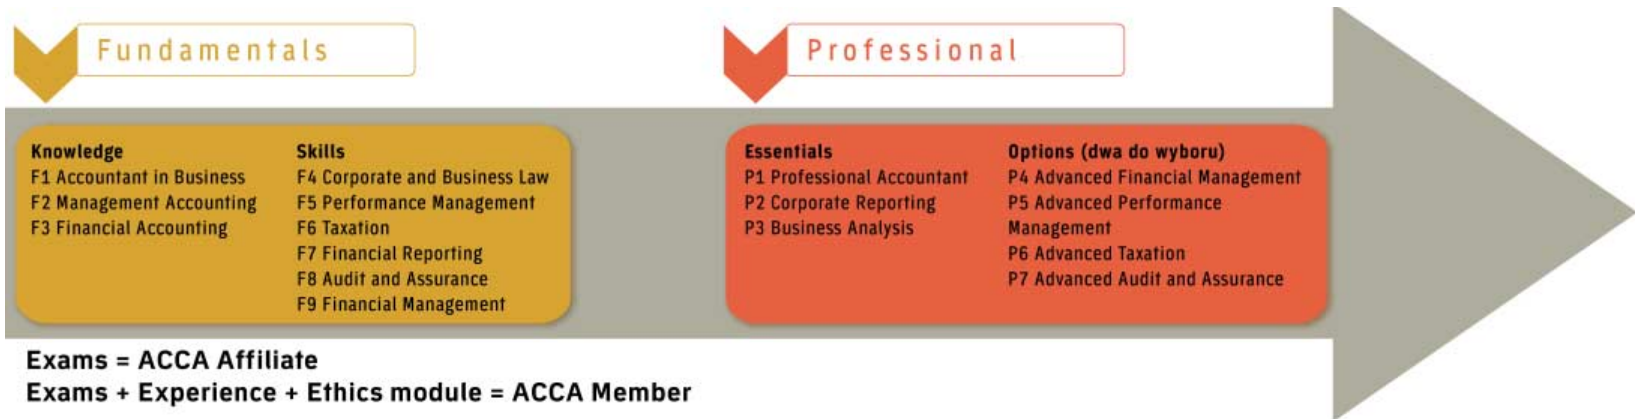 Fundamentals
Professional
Knowledge
F1 Accountant in Business
F2 Management Accounting
F3 Financial Accounting
Skills
F4 Corporate and Business Law
F5 Performance Management
F6 Taxation
F7 Financial Reporting
F8 Audit and Assurance
F9 Financial Management
Essentials
P1 Professional Accountant
P2 Corporate Reporting
P3 Business Analysis
Options (dwa do wyboru)
P4 Advanced Financial Management
P5 Advanced Performance
Management
P6 Advanced Taxation
P7 Advanced Audit and Assurance
Exams = ACCA Affiliate
Exams + Experience + Ethics module = ACCA Member